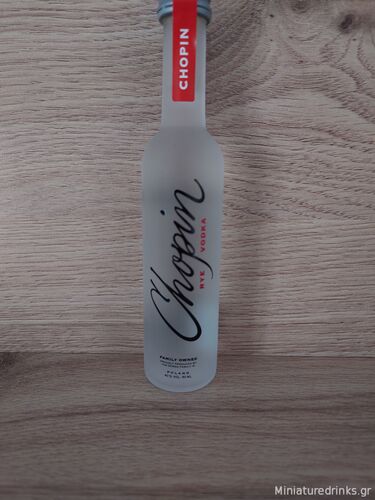 CHOPIN
Chopin
RYE VODKA
FAMILY OWNED
POLAND
Miniaturedrinks.gr